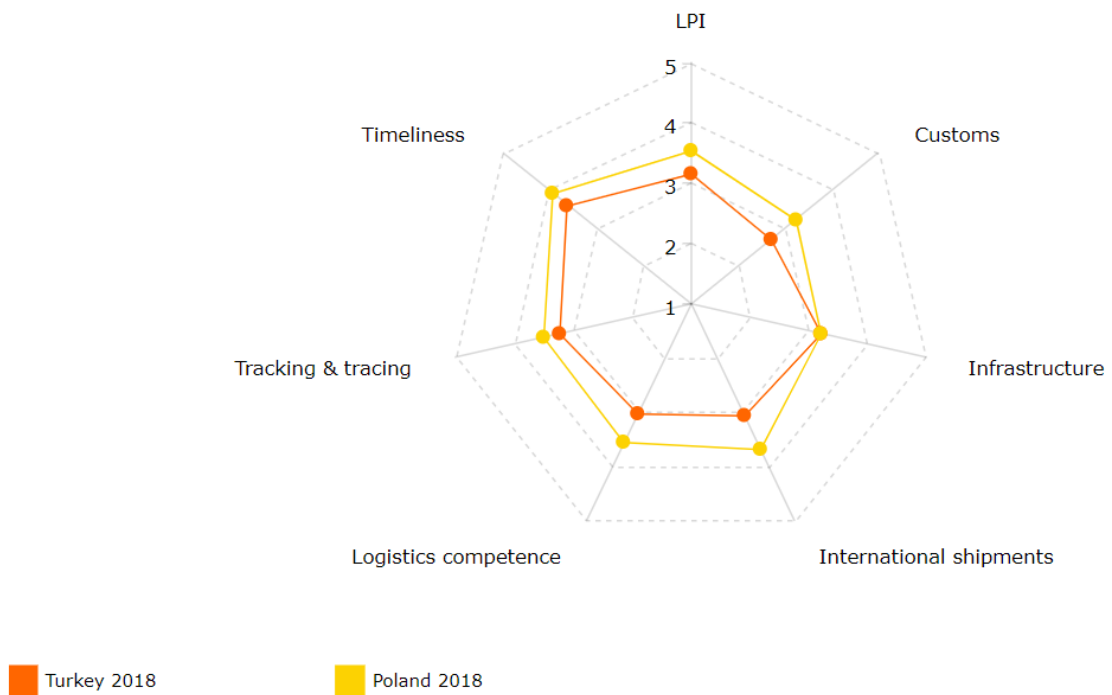 LPI
5
Timeliness
4
Customs
3
2
1
Tracking & tracing
Infrastructure
Logistics competence
International shipments
Turkey 2018
Poland 2018